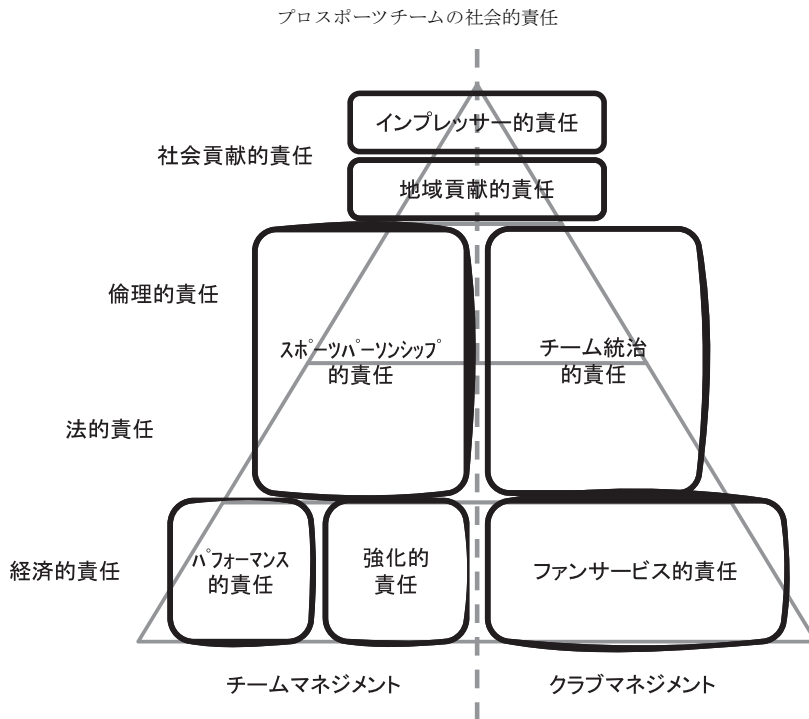 プロスポーツチームの社会的責任
インプレッサー的責任
社会貢献的責任
地域貢献的責任
倫理的責任
スポーツパーソンシップ
的責任
チーム統治
的責任
法的責任
経済的責任
パフォーマンス
的責任
強化的
責任
ファンサービス的責任
チームマネジメント
クラブマネジメント